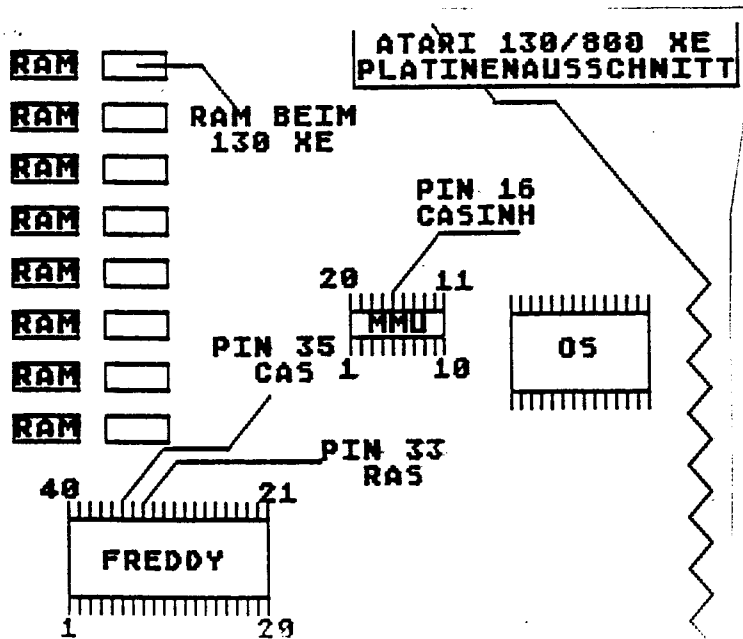 ATARI 130/800 XE
PLATINENAUSSCHNITT
RAM
RAM
RAM BEIM
130 XE
RAM
RAM
RAM
RAM
RAM
RAM
PIN 16
CASINH
20 11
MMU
1 10
OS
PIN 35
CAS
PIN 33
RAS
40 21
FREDDY
1 20